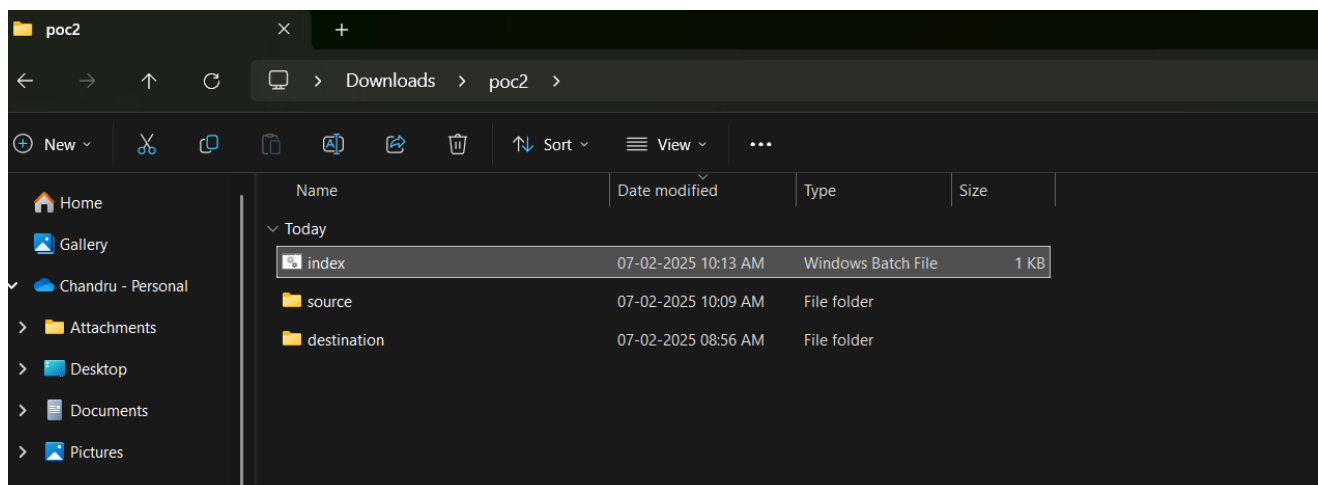 poc2
Downloads > poc2 >
New
Sort
View
Home
Gallery
Chandru - Personal
Attachments
Desktop
Documents
Pictures
Name Date modified Type Size
Today
index 07-02-2025 10:13 AM Windows Batch File 1 KB
source 07-02-2025 10:09 AM File folder
destination 07-02-2025 08:56 AM File folder